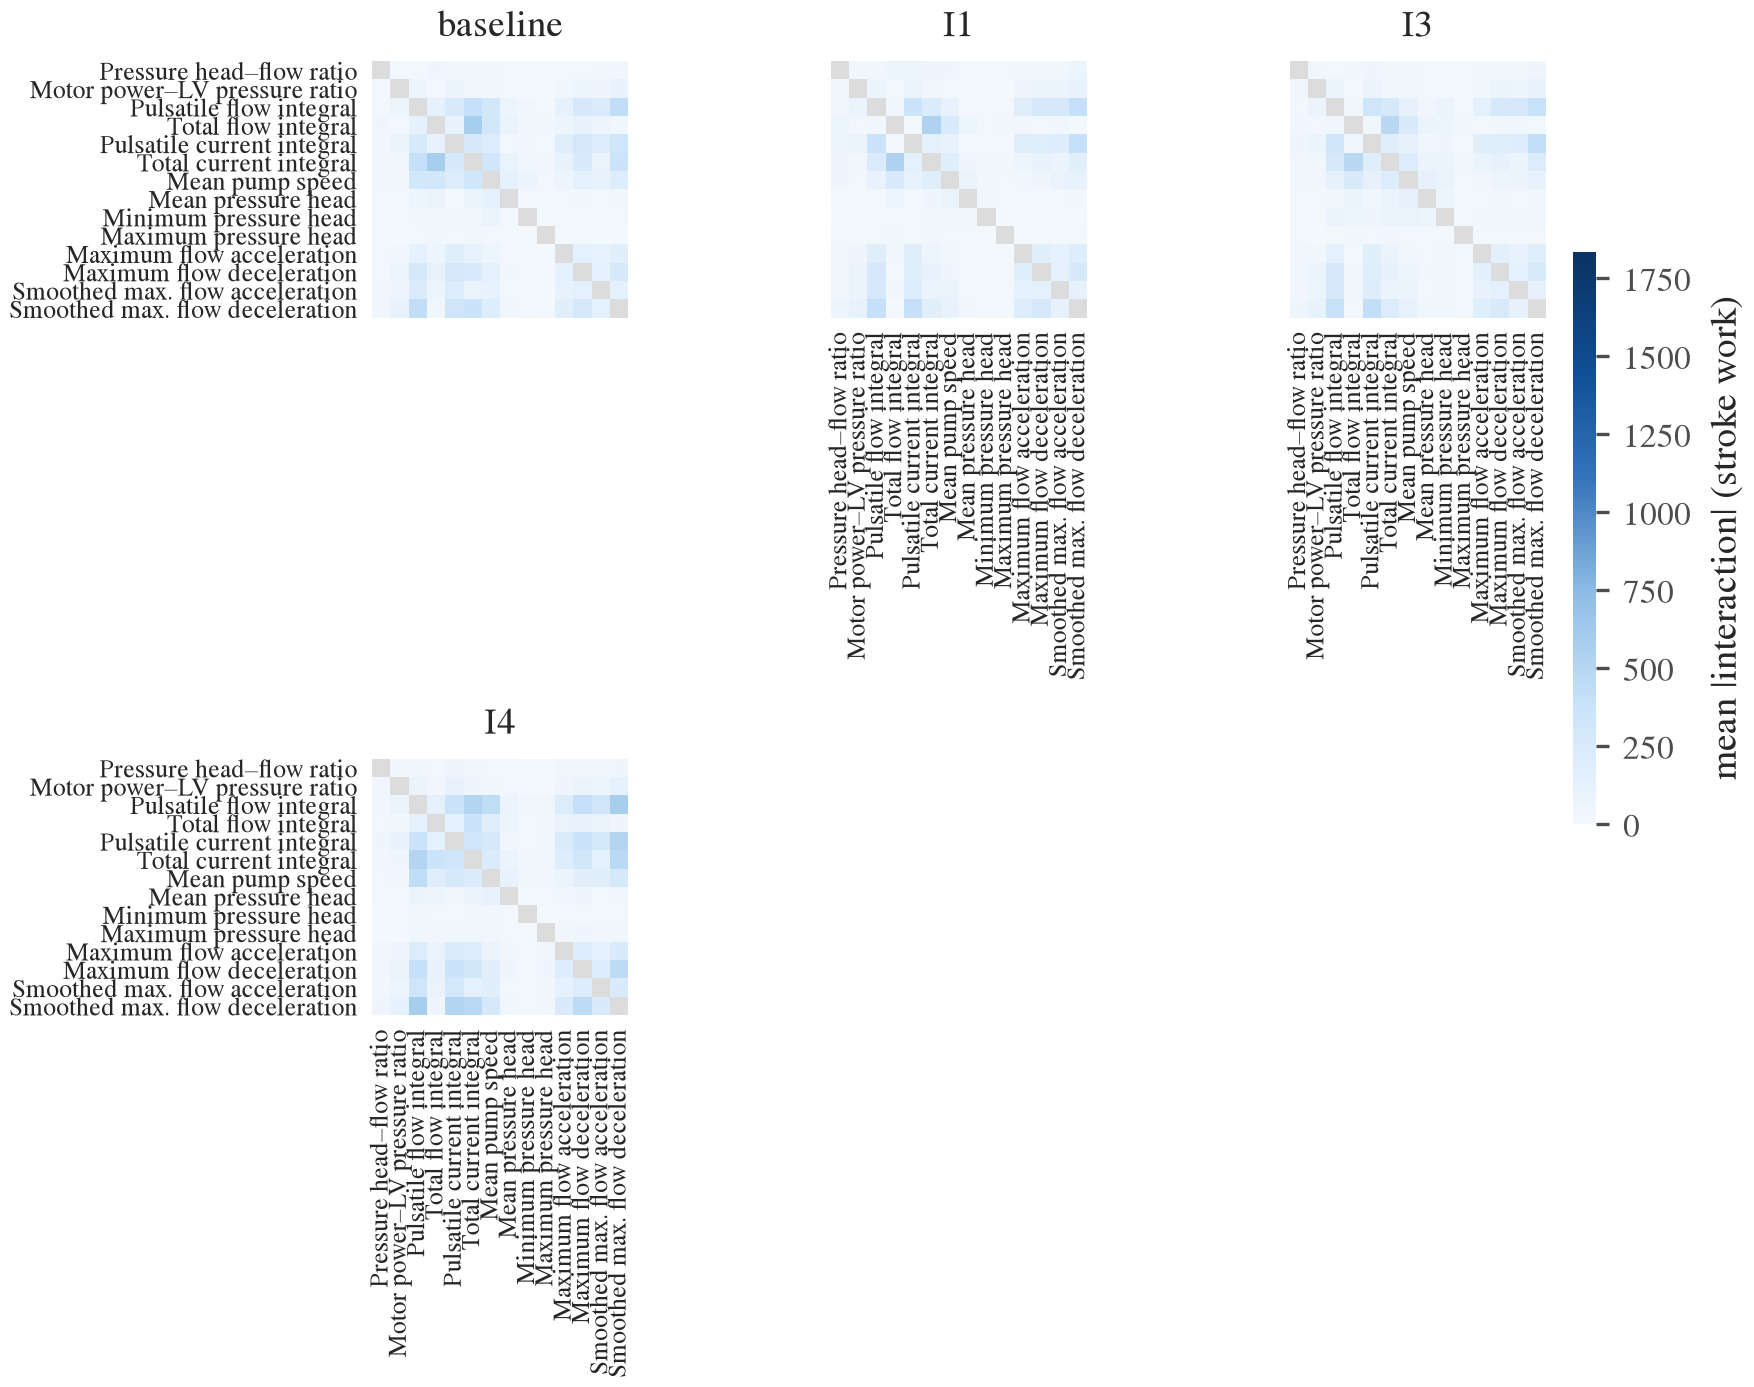 baseline
I1
I3
Pressure head–flow ratio
Motor power–LV pressure ratio
Pulsatile flow integral
Total flow integral
Pulsatile current integral
Total current integral
Mean pump speed
Mean pressure head
Minimum pressure head
Maximum pressure head
Maximum flow acceleration
Maximum flow deceleration
Smoothed max. flow acceleration
Smoothed max. flow deceleration
Pressure head–flow ratio
Motor power–LV pressure ratio
Pulsatile flow integral
Total flow integral
Pulsatile current integral
Total current integral
Mean pump speed
Mean pressure head
Minimum pressure head
Maximum pressure head
Maximum flow acceleration
Maximum flow deceleration
Smoothed max. flow acceleration
Smoothed max. flow deceleration
Pressure head–flow ratio
Motor power–LV pressure ratio
Pulsatile flow integral
Total flow integral
Pulsatile current integral
Total current integral
Mean pump speed
Mean pressure head
Minimum pressure head
Maximum pressure head
Maximum flow acceleration
Maximum flow deceleration
Smoothed max. flow acceleration
Smoothed max. flow deceleration
1750
1500
1250
1000
750
500
250
0
mean |interaction| (stroke work)
I4
Pressure head–flow ratio
Motor power–LV pressure ratio
Pulsatile flow integral
Total flow integral
Pulsatile current integral
Total current integral
Mean pump speed
Mean pressure head
Minimum pressure head
Maximum pressure head
Maximum flow acceleration
Maximum flow deceleration
Smoothed max. flow acceleration
Smoothed max. flow deceleration
Pressure head–flow ratio
Motor power–LV pressure ratio
Pulsatile flow integral
Total flow integral
Pulsatile current integral
Total current integral
Mean pump speed
Mean pressure head
Minimum pressure head
Maximum pressure head
Maximum flow acceleration
Maximum flow deceleration
Smoothed max. flow acceleration
Smoothed max. flow deceleration